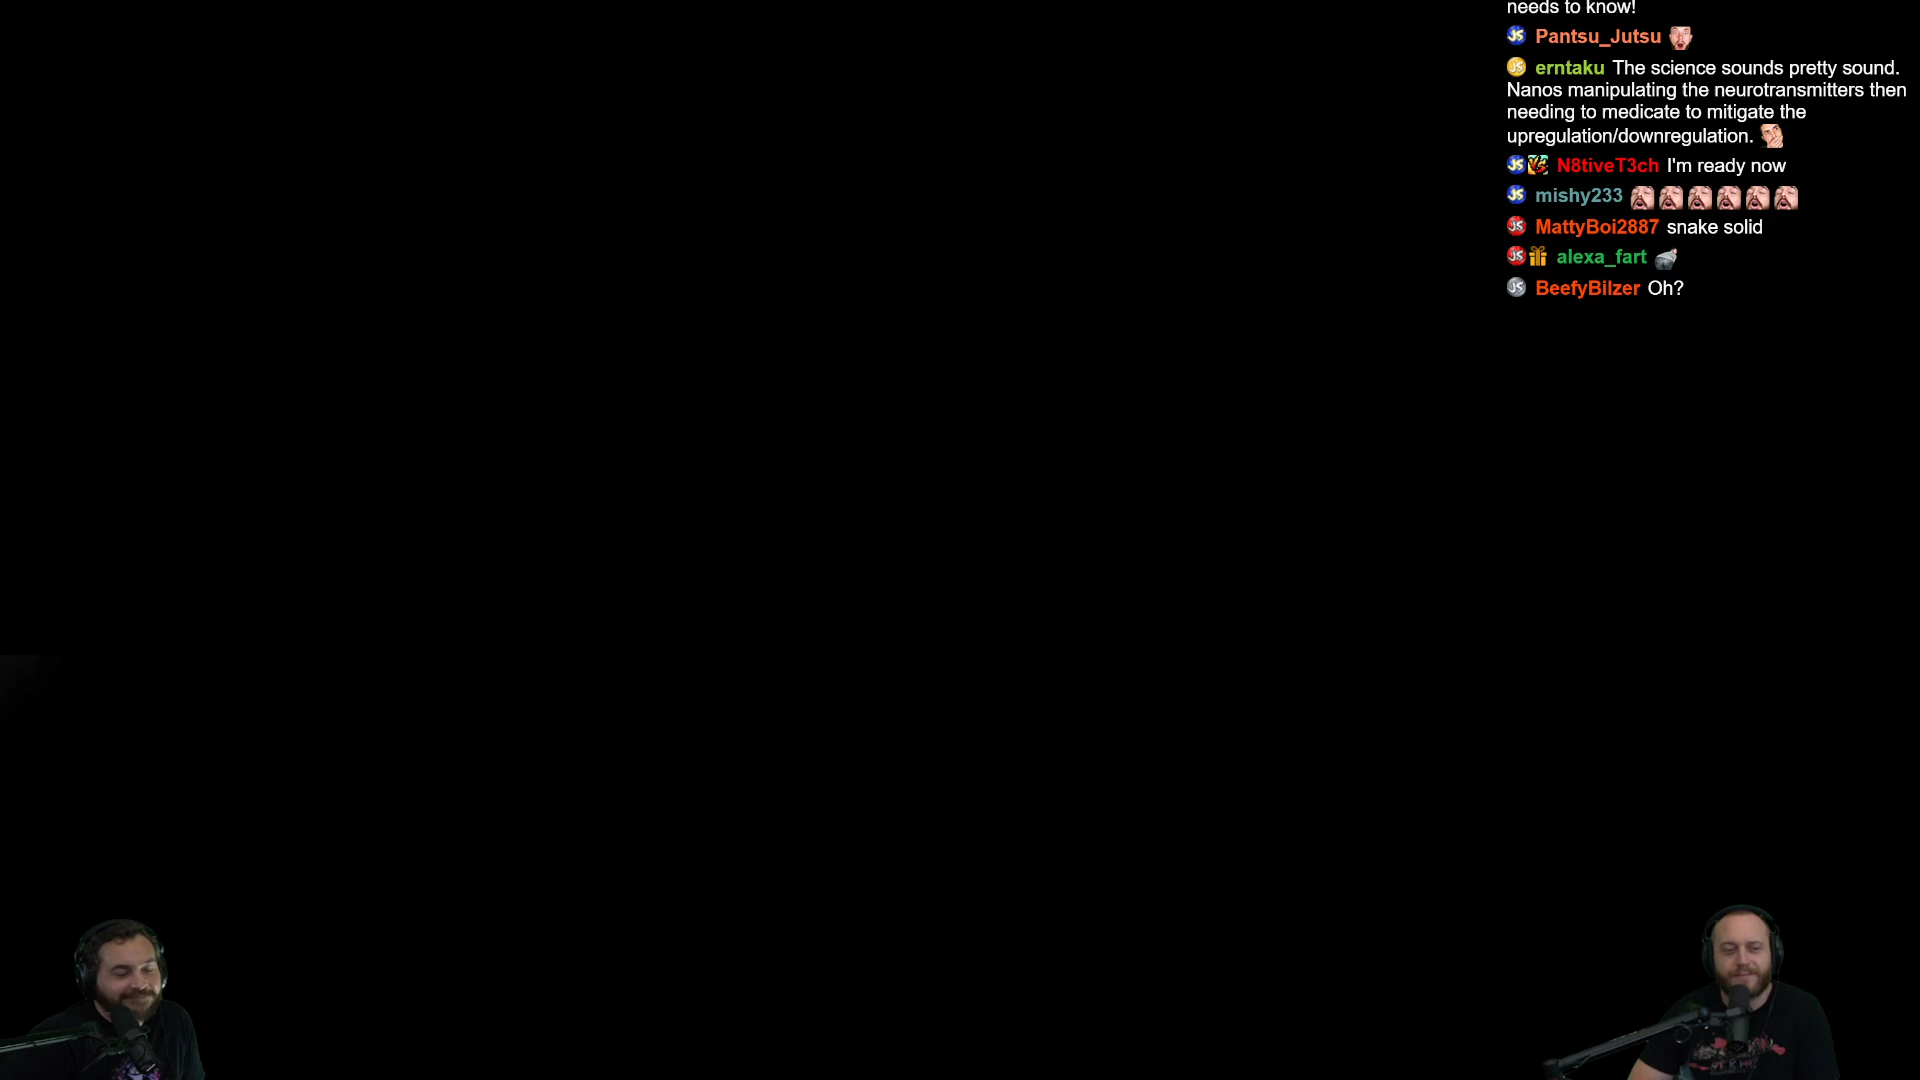 needs to know!
Pantsu_Jutsu
erntaku The science sounds pretty sound.
Nanos manipulating the neurotransmitters then
needing to medicate to mitigate the
upregulation/downregulation.
N8tiveT3ch I'm ready now
mishy233
MattyBoi2887 snake solid
alexa_fart
BeefyBilzer Oh?